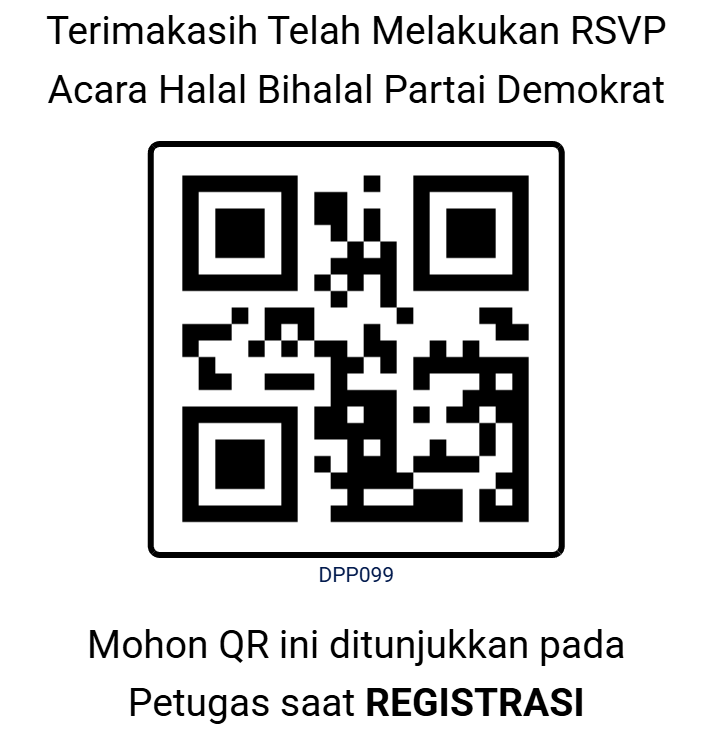 Terimakasih Telah Melakukan RSVP
Acara Halal Bihalal Partai Demokrat
DPP099
Mohon QR ini ditunjukkan pada
Petugas saat REGISTRASI